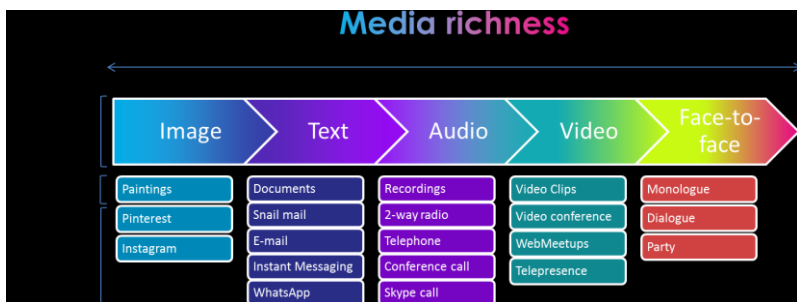 Media richness
Image
Text
Audio
Video
Face-to-
face
Paintings
Pinterest
Instagram
Documents
Snail mail
E-mail
Instant Messaging
WhatsApp
Recordings
2-way radio
Telephone
Conference call
Skype call
Video Clips
Video conference
WebMeetups
Telepresence
Monologue
Dialogue
Party